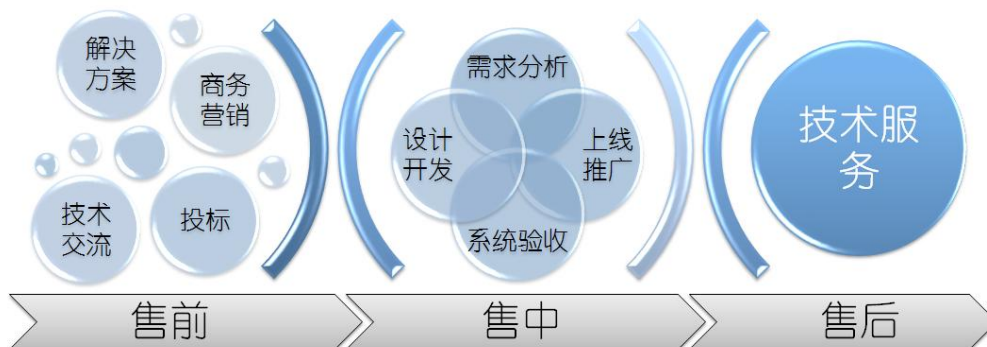 解决
方案
商务
营销
技术
交流
投标
需求分析
设计
开发
上线
推广
系统验收
技术服
务
售前
售中
售后